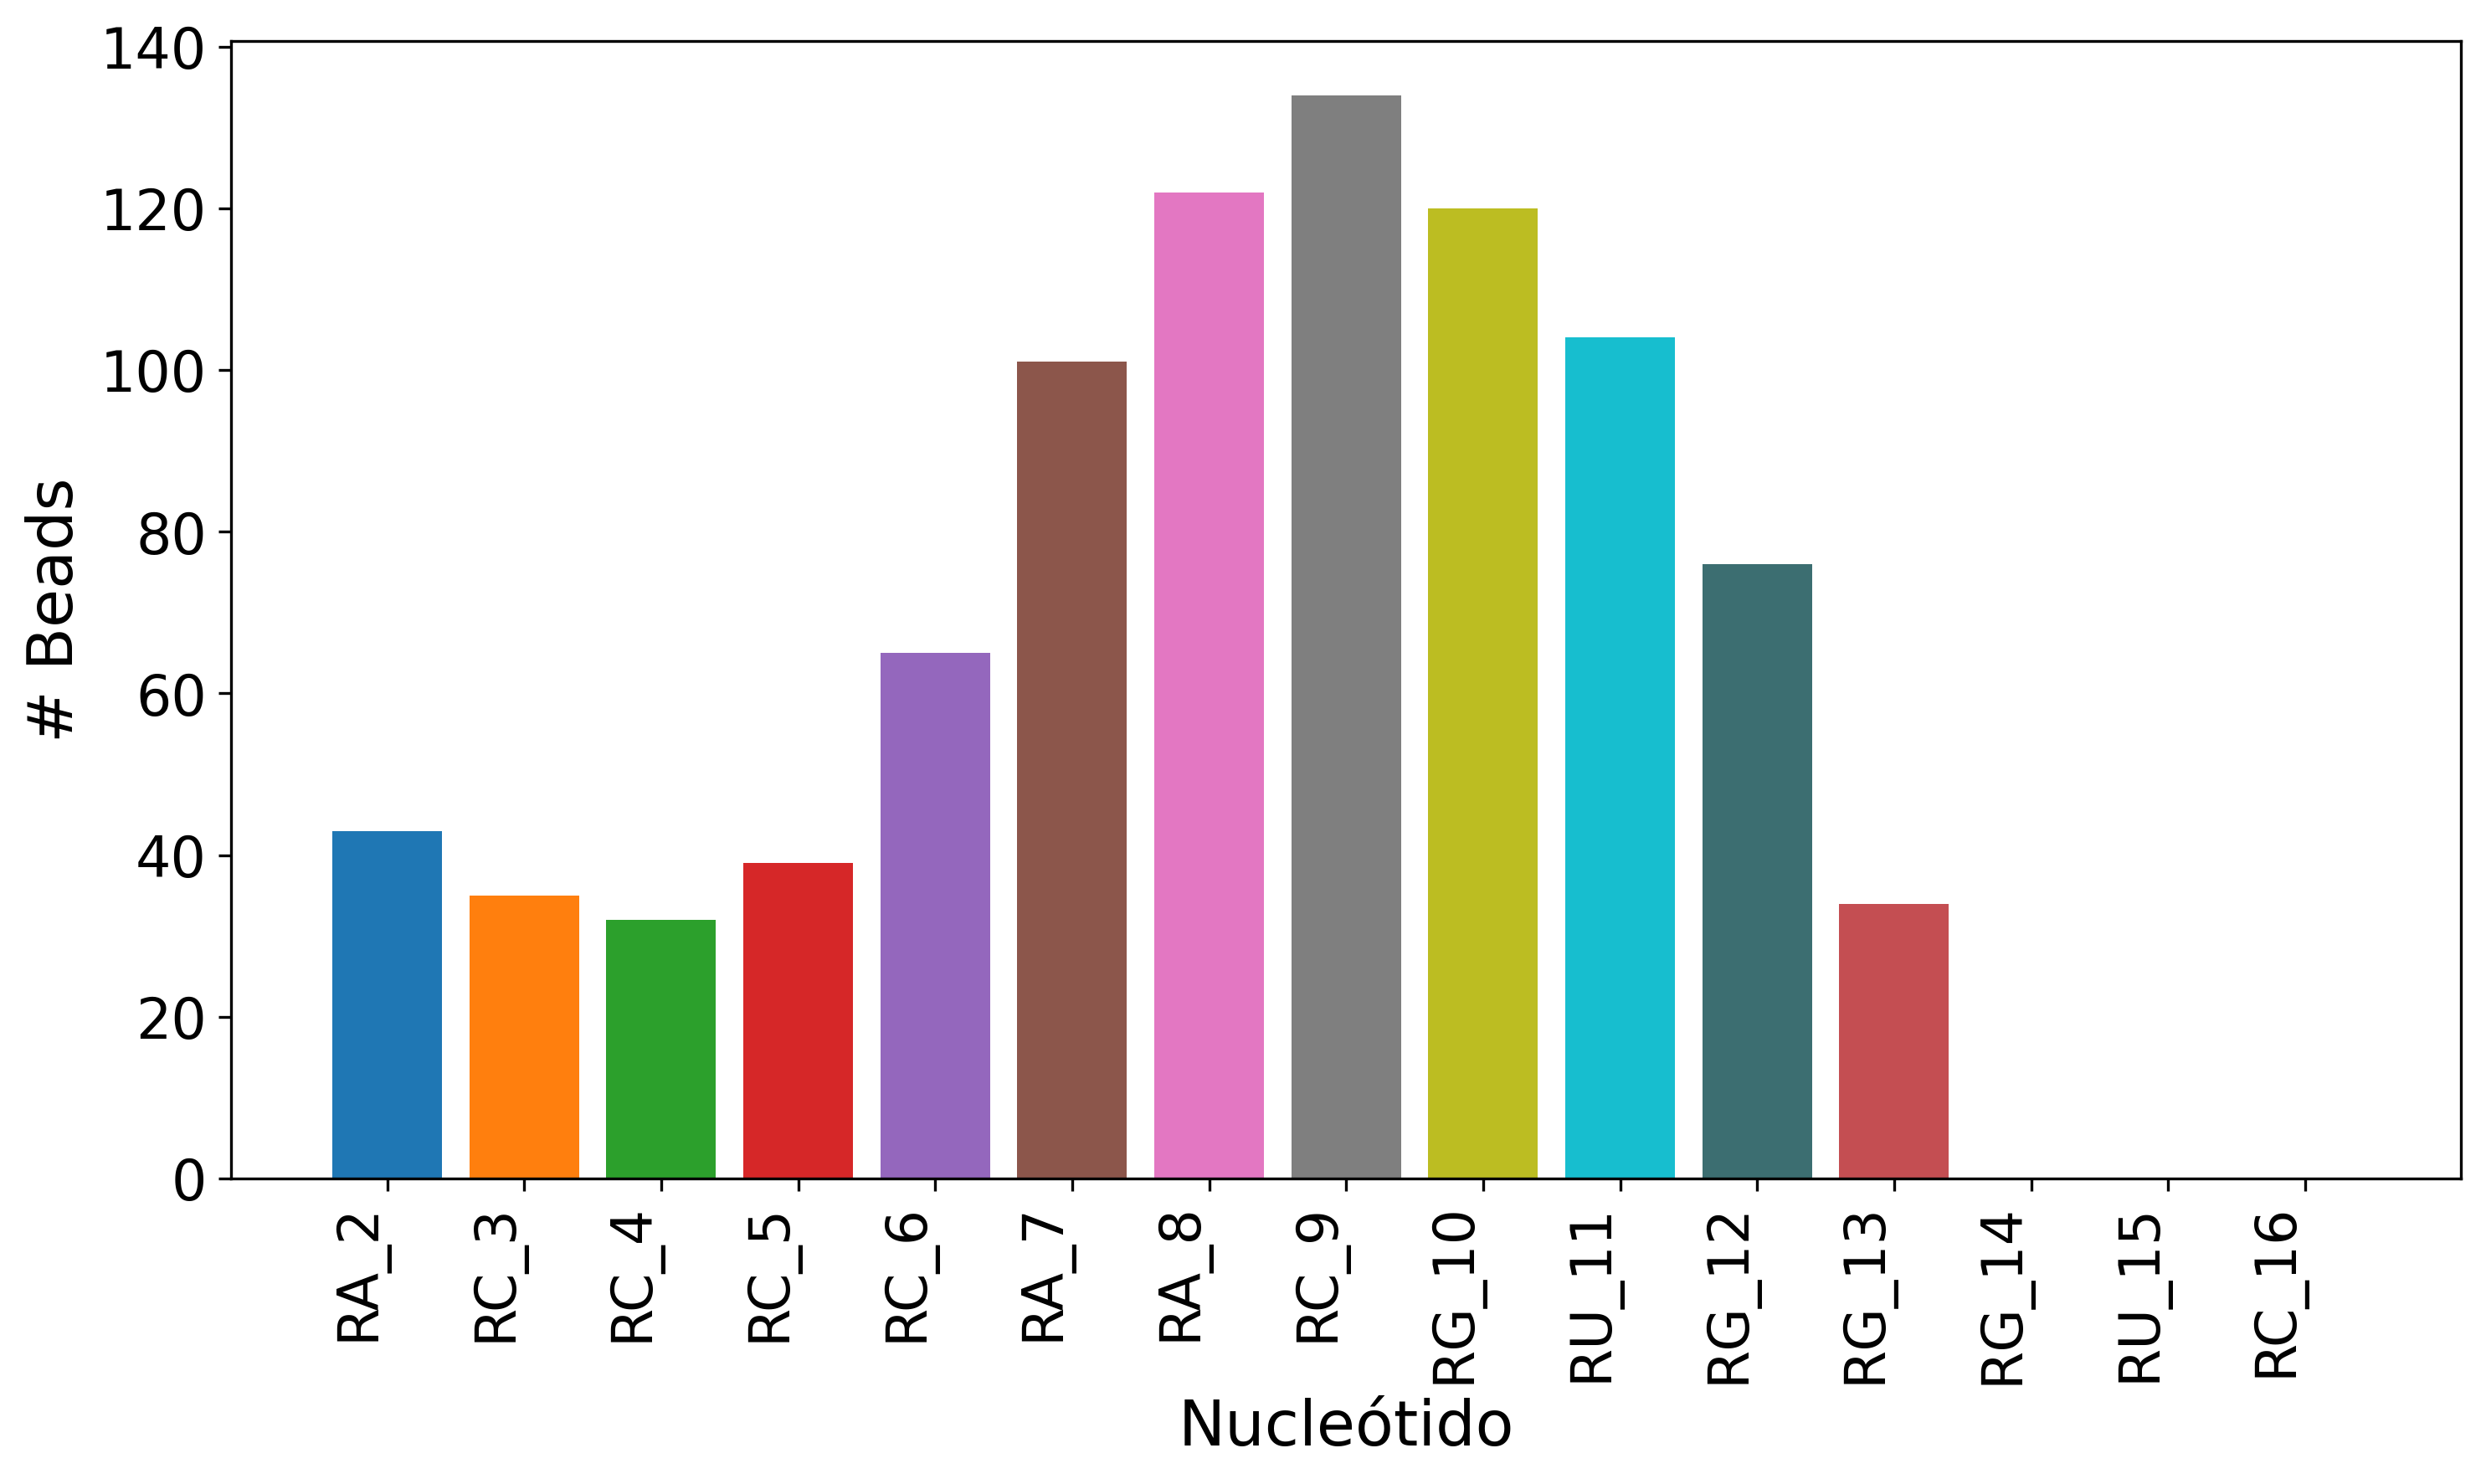 140
120
100
80
60
40
20
0
# Beads
RA_2
RC_3
RC_4
RC_5
RC_6
RA_7
RA_8
RC_9
RG_10
RU_11
RG_12
RG_13
RG_14
RU_15
RC_16
Nucleótido